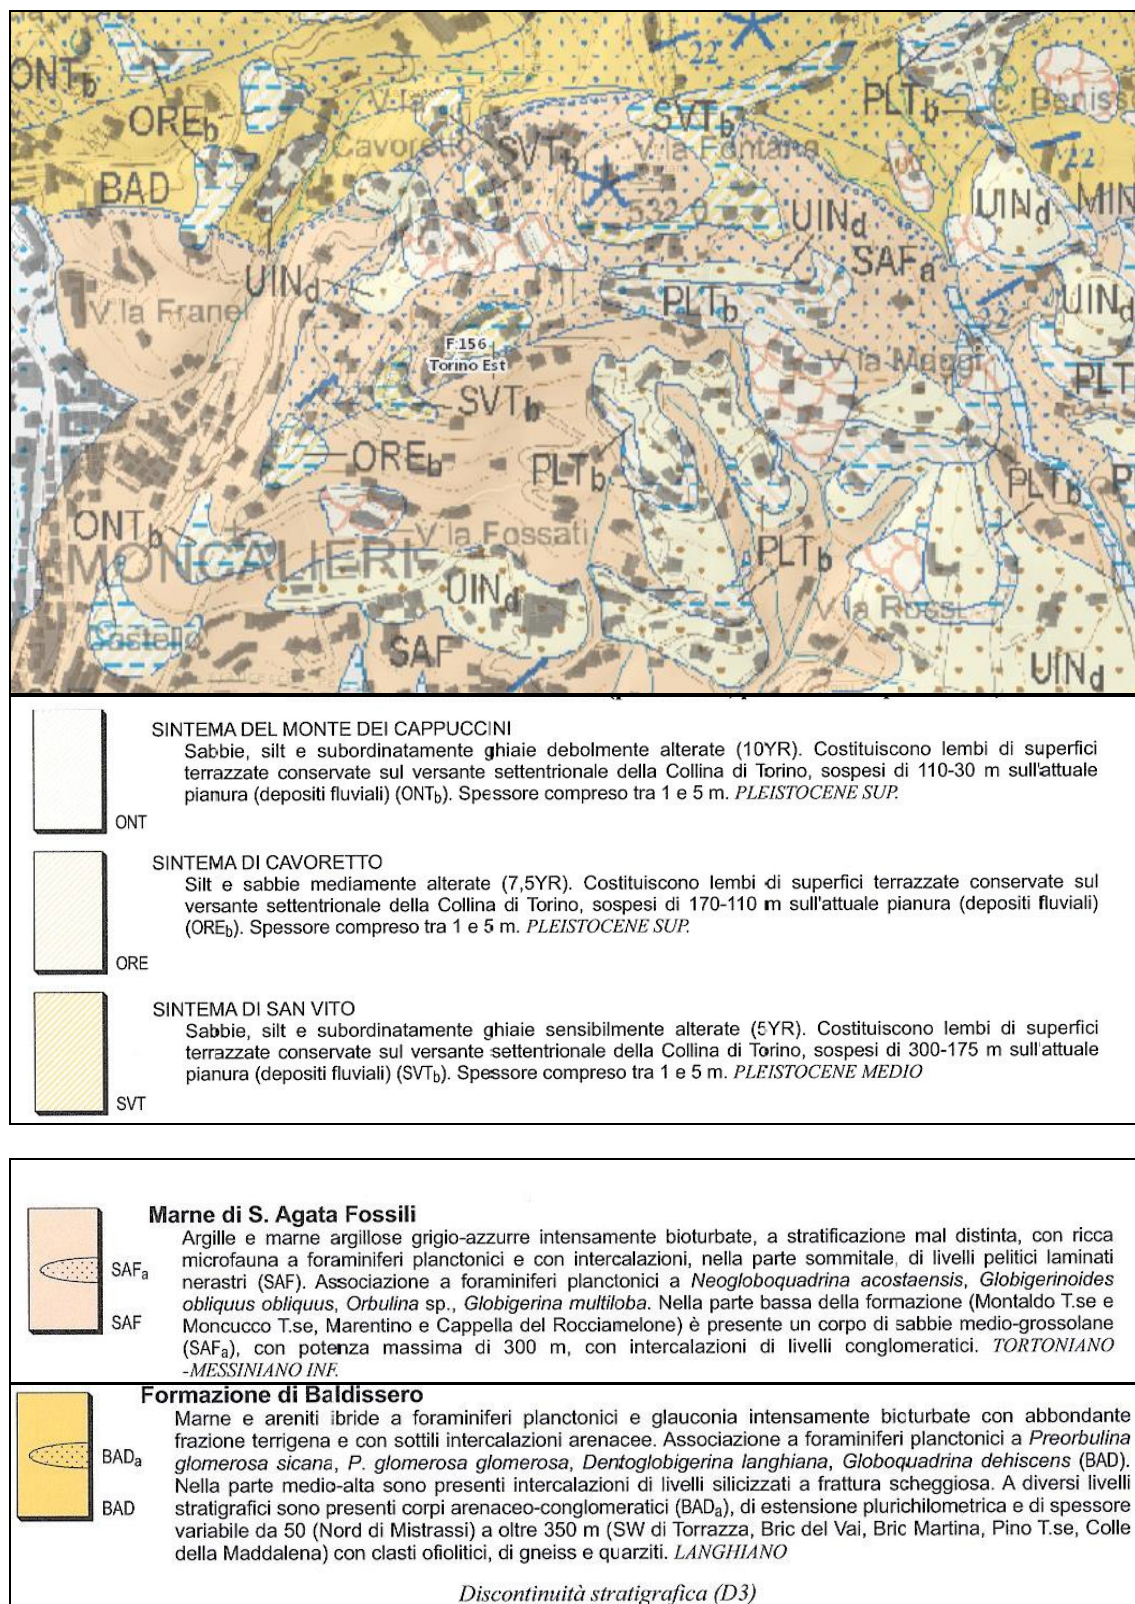 ONTb
OREb
V.la
Cavoretto
SVTb
SVTb
22
PLTb
C. Beniss
22
BAD
V.la Fontana
532.0
UINd
UINd
MIN
SAFa
UINd
V.la Franel
PLTb
UINd
22
F.156
Torino Est
V.la Moggi
PLT
22
SVTb
OREb
PLTb
PLTb
ONTb
V.la Fossati
MONCALIERI
PLTb
L
UINd
V.la Rossi
Castello
SAF
UINd
SINTEMA DEL MONTE DEI CAPPUCCINI
Sabbie, silt e subordinatamente ghiaie debolmente alterate (10YR). Costituiscono lembi di superfici
terrazzate conservate sul versante settentrionale della Collina di Torino, sospesi di 110-30 m sull'attuale
pianura (depositi fluviali) (ONTb). Spessore compreso tra 1 e 5 m. PLEISTOCENE SUP.
ONT
SINTEMA DI CAVORETTO
Silt e sabbie mediamente alterate (7,5YR). Costituiscono lembi di superfici terrazzate conservate sul
versante settentrionale della Collina di Torino, sospesi di 170-110 m sull'attuale pianura (depositi fluviali)
(OREb). Spessore compreso tra 1 e 5 m. PLEISTOCENE SUP.
ORE
SINTEMA DI SAN VITO
Sabbie, silt e subordinatamente ghiaie sensibilmente alterate (5YR). Costituiscono lembi di superfici
terrazzate conservate sul versante settentrionale della Collina di Torino, sospesi di 300-175 m sull'attuale
pianura (depositi fluviali) (SVTb). Spessore compreso tra 1 e 5 m. PLEISTOCENE MEDIO
SVT
Marne di S. Agata Fossili
Argille e marne argillose grigio-azzurre intensamente bioturbate, a stratificazione mal distinta, con ricca
microfauna a foraminiferi planctonici e con intercalazioni, nella parte sommitale, di livelli pelitici laminati
nerastri (SAF). Associazione a foraminiferi planctonici a Neogloboquadrina acostaensis, Globigerinoides
obliquus obliquus, Orbulina sp., Globigerina multiloba. Nella parte bassa della formazione (Montaldo T.se e
Moncucco T.se, Marentino e Cappella del Rocciamelone) è presente un corpo di sabbie medio-grossolane
(SAFa), con potenza massima di 300 m, con intercalazioni di livelli conglomeratici. TORTONIANO
-MESSINIANO INF.
SAFa
SAF
Formazione di Baldissero
Marne e areniti ibride a foraminiferi planctonici e glauconia intensamente bioturbate con abbondante
frazione terrigena e con sottili intercalazioni arenacee. Associazione a foraminiferi planctonici a Preorbulina
glomerosa sicana, P. glomerosa glomerosa, Dentoglobigerina langhiana, Globoquadrina dehiscens (BAD).
Nella parte medio-alta sono presenti intercalazioni di livelli silicizzati a frattura scheggiosa. A diversi livelli
stratigrafici sono presenti corpi arenaceo-conglomeratici (BADa), di estensione plurichilometrica e di spessore
variabile da 50 (Nord di Mistrassi) a oltre 350 m (SW di Torrazza, Bric del Vai, Bric Martina, Pino T.se, Colle
della Maddalena) con clasti ofiolitici, di gneiss e quarziti. LANGHIANO
BADa
BAD
Discontinuità stratigrafica (D3)